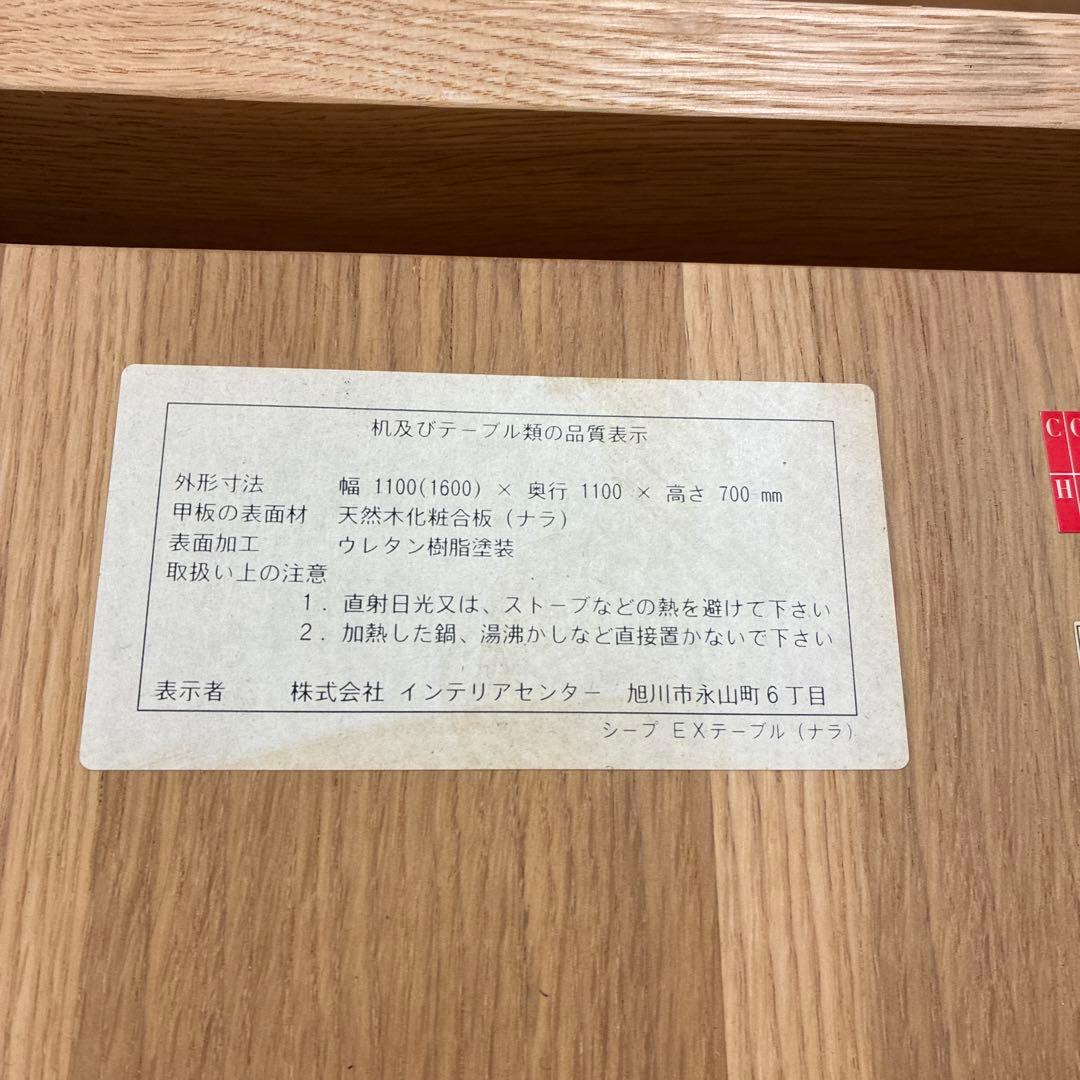 机及びテーブル類の品質表示
外形寸法 幅 1100(1600) × 奥行 1100 × 高さ 700 mm
甲板の表面材 天然木化粧合板 (ナラ)
表面加工 ウレタン樹脂塗装
取扱い上の注意
1. 直射日光又は、ストーブなどの熱を避けて下さい
2. 加熱した鍋、湯沸かしなど直接置かないで下さい
表示者 株式会社 インテリアセンター 旭川市永山町6丁目
シープ EXテーブル (ナラ)
C
H